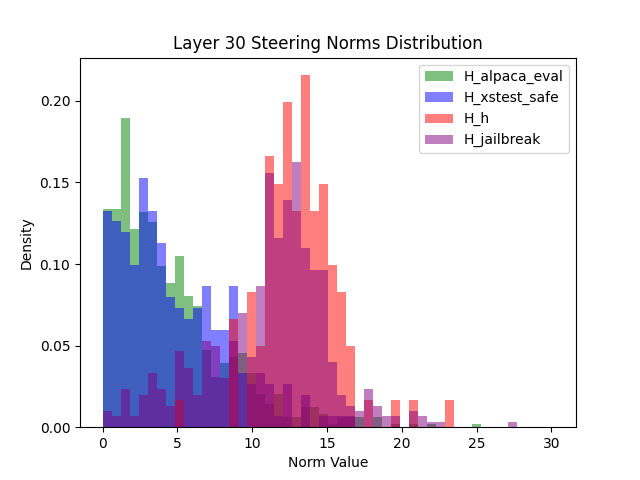 Layer 30 Steering Norms Distribution
H_alpaca_eval
H_xstest_safe
H_h
H_jailbreak
0.20
0.15
0.10
0.05
0.00
Density
0 5 10 15 20 25 30
Norm Value